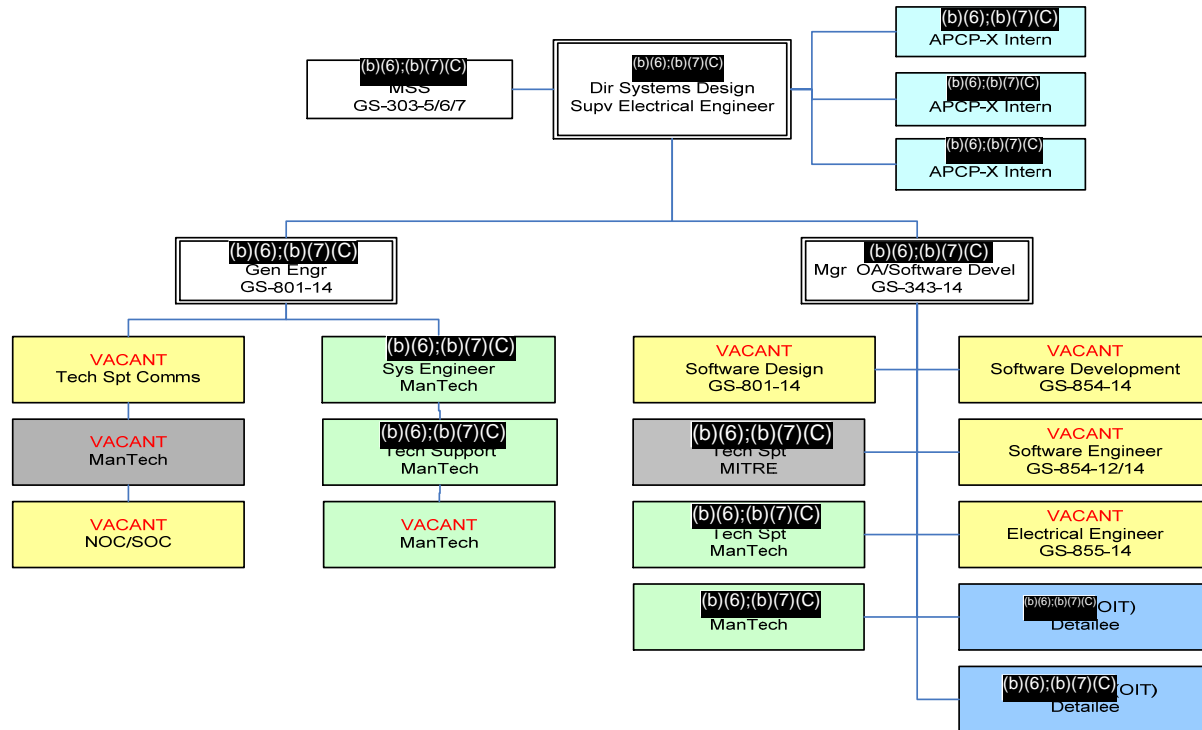 (b)(6);(b)(7)(C)
APCP-X Intern
(b)(6);(b)(7)(C)
MSS
GS-303-5/6/7
(b)(6);(b)(7)(C)
Dir Systems Design
Supv Electrical Engineer
(b)(6);(b)(7)(C)
APCP-X Intern
(b)(6);(b)(7)(C)
APCP-X Intern
(b)(6);(b)(7)(C)
Gen Engr
GS-801-14
(b)(6);(b)(7)(C)
Mgr OA/Software Devel
GS-343-14
VACANT
Tech Spt Comms
(b)(6);(b)(7)(C)
Sys Engineer
ManTech
VACANT
Software Design
GS-801-14
VACANT
Software Development
GS-854-14
VACANT
ManTech
(b)(6);(b)(7)(C)
Tech Support
ManTech
(b)(6);(b)(7)(C)
Tech Spt
MITRE
VACANT
Software Engineer
GS-854-12/14
VACANT
NOC/SOC
VACANT
ManTech
(b)(6);(b)(7)(C)
Tech Spt
ManTech
VACANT
Electrical Engineer
GS-855-14
(b)(6);(b)(7)(C)
ManTech
(b)(6);(b)(7)(C) OIT)
Detailee
(b)(6);(b)(7)(C) (OIT)
Detailee